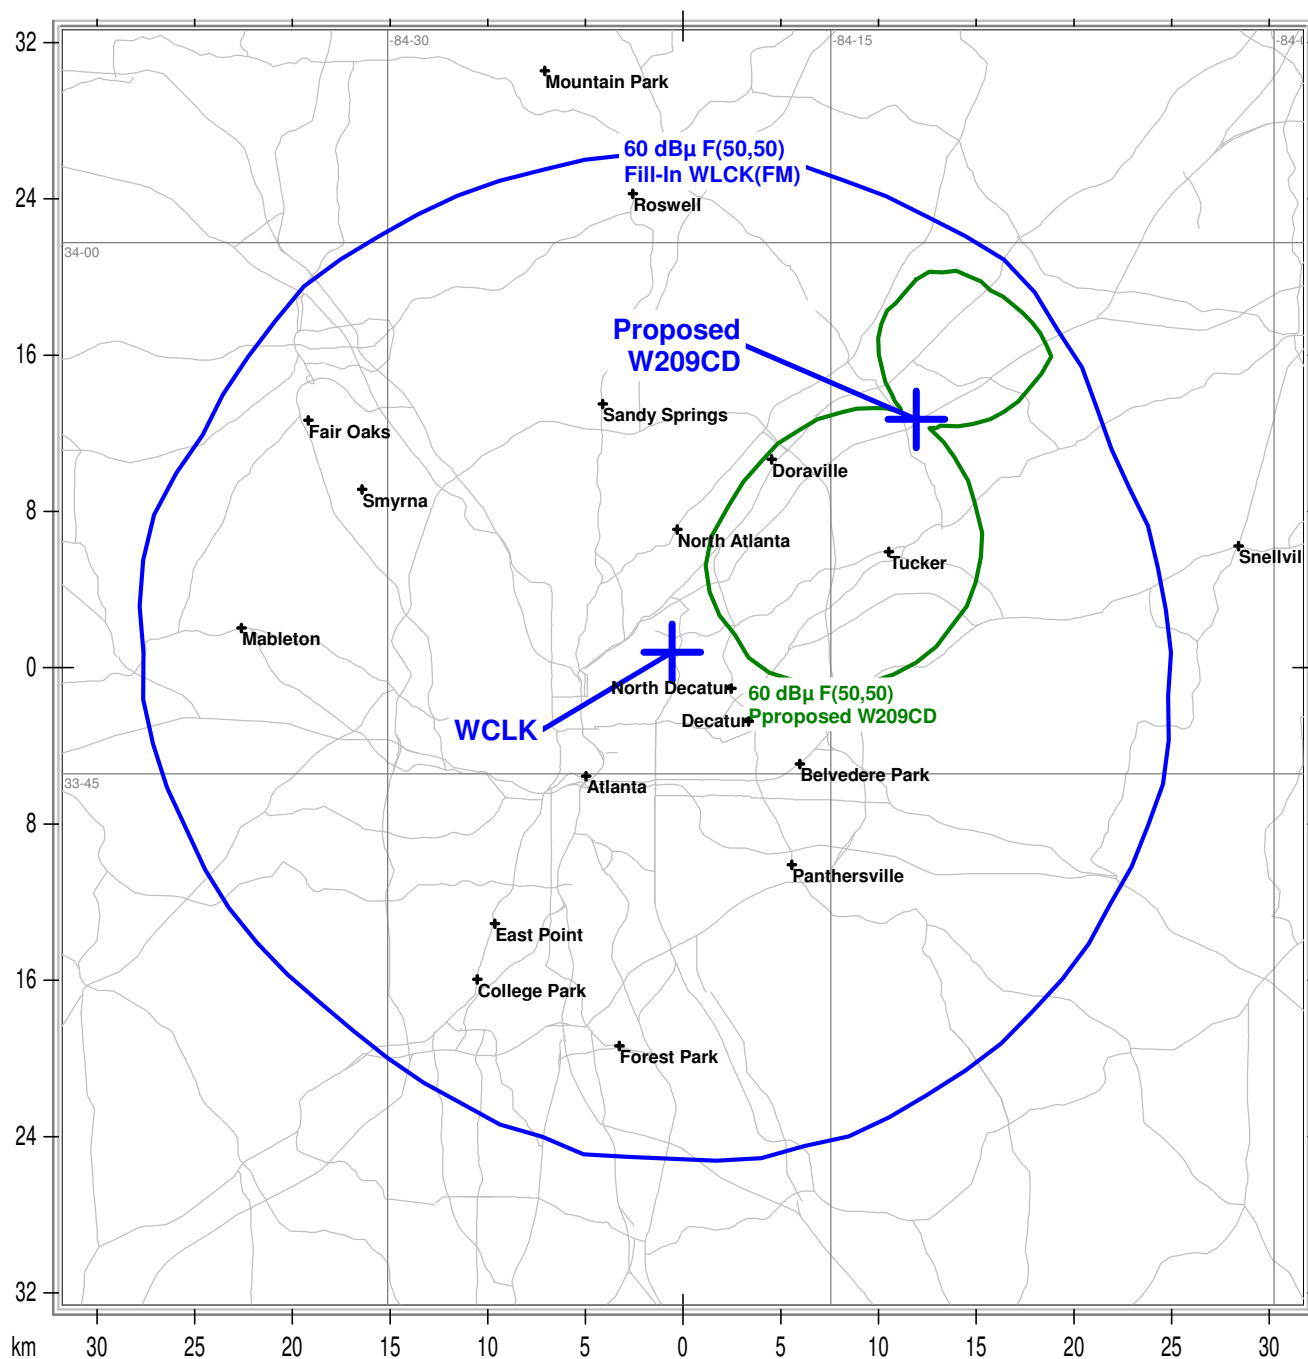 32
-84-30
-84-15
-84-0
Mountain Park
60 dBµ F(50,50)
Fill-In WLCK(FM)
24
Roswell
34-00
Proposed
W209CD
16
Sandy Springs
Fair Oaks
Doraville
Smyrna
8
North Atlanta
Tucker
Snellvil
Mableton
0
North Decatur
60 dBµ F(50,50)
Pproposed W209CD
Decatur
WCLK
Belvedere Park
33-45
Atlanta
8
Panthersville
East Point
16
College Park
Forest Park
24
32
km 30 25 20 15 10 5 0 5 10 15 20 25 30